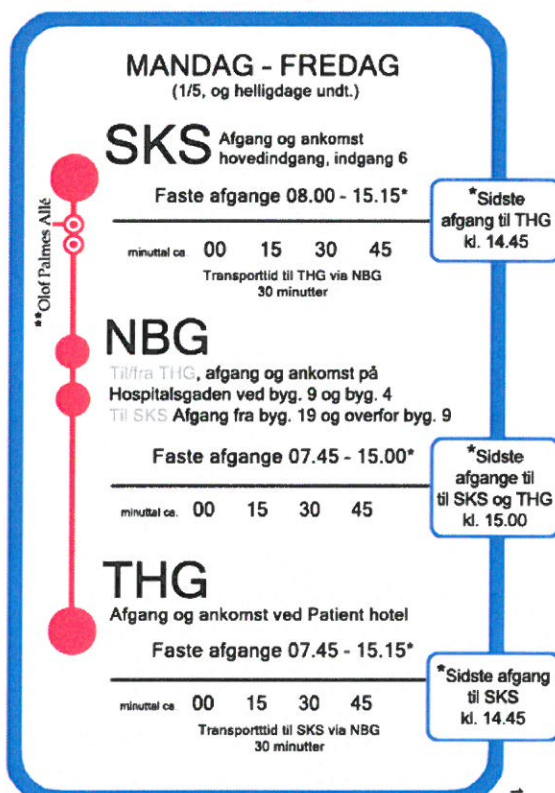 MANDAG - FREDAG
(1/5, og helligdage undt.)
SKS Afgang og ankomst
hovedindgang, indgang 6
Faste afgange 08.00 - 15.15*
*Sidste
afgang til THG
kl. 14.45
**Olof Palmes Allé
minuttal ca. 00 15 30 45
Transporttid til THG via NBG
30 minutter
NBG
Til/fra THG, afgang og ankomst på
Hospitalsgaden ved byg. 9 og byg. 4
Til SKS Afgang fra byg. 19 og overfor byg. 9
Faste afgange 07.45 - 15.00*
*Sidste
afgange til
til SKS og THG
kl. 15.00
minuttal ca. 00 15 30 45
THG
Afgang og ankomst ved Patient hotel
Faste afgange 07.45 - 15.15*
*Sidste afgang
til SKS
kl. 14.45
minuttal ca. 00 15 30 45
Transportttid til SKS via NBG
30 minutter